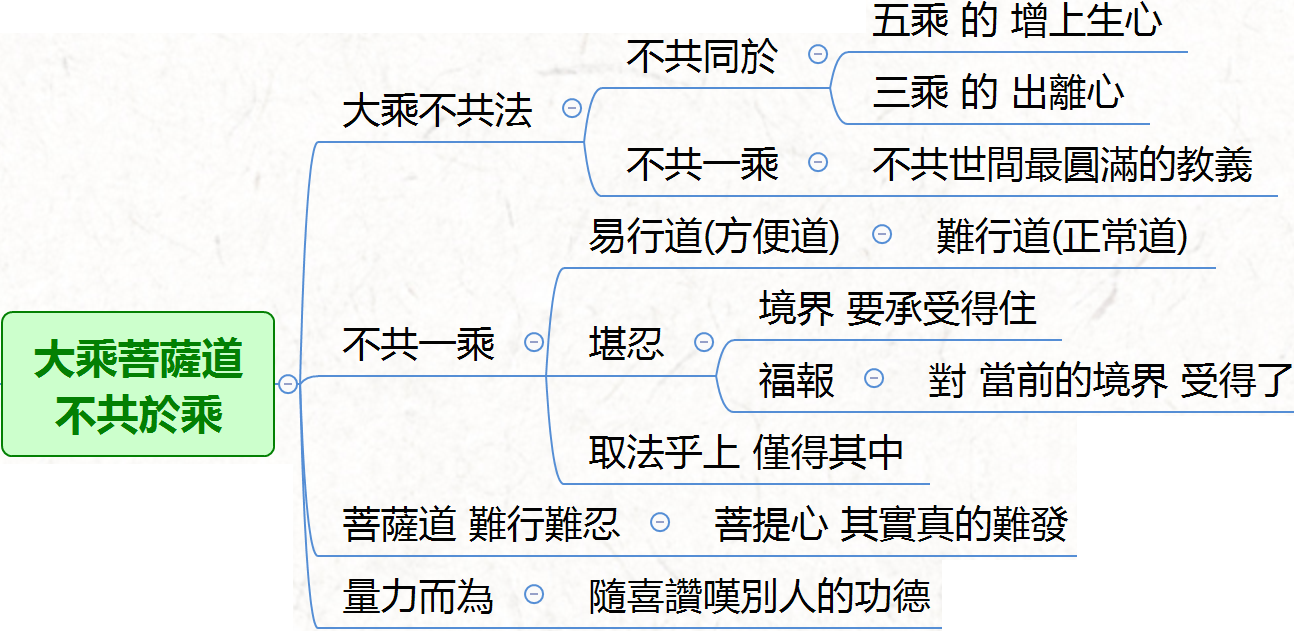 大乘菩薩道
不共於乘
大乘不共法
不共同於
五乘 的 增上生心
三乘 的 出離心
不共一乘
不共世間最圓滿的教義
不共一乘
易行道(方便道)
難行道(正常道)
堪忍
境界 要承受得住
福報
對 當前的境界 受得了
取法乎上 僅得其中
菩薩道 難行難忍
菩提心 其實真的難發
量力而為
隨喜讚嘆別人的功德